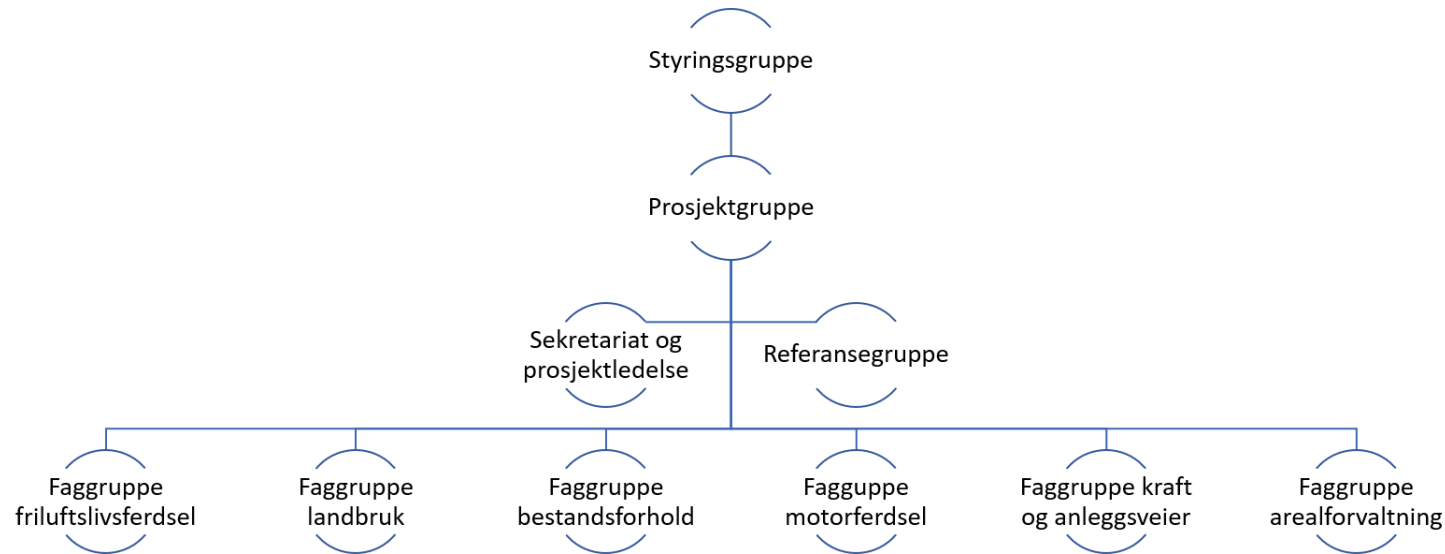 Styringsgruppe
Prosjektgruppe
Sekretariat og
prosjektledelse
Referansegruppe
Faggruppe
friluftslivsferdsel
Faggruppe
landbruk
Faggruppe
bestandsforhold
Fagguppe
motorferdsel
Faggruppe kraft
og anleggsveier
Faggruppe
arealforvaltning